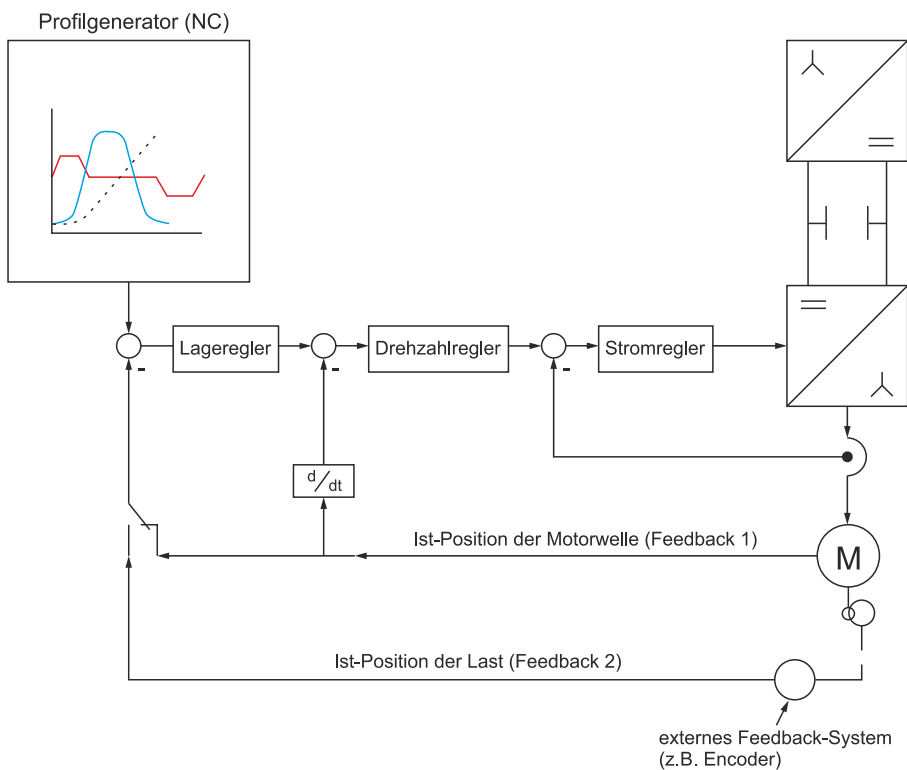 Profilgenerator (NC)
Lageregler
Drehzahlregler
Stromregler
-
-
-
d/dt
Ist-Position der Motorwelle (Feedback 1)
M
Ist-Position der Last (Feedback 2)
externes Feedback-System
(z.B. Encoder)